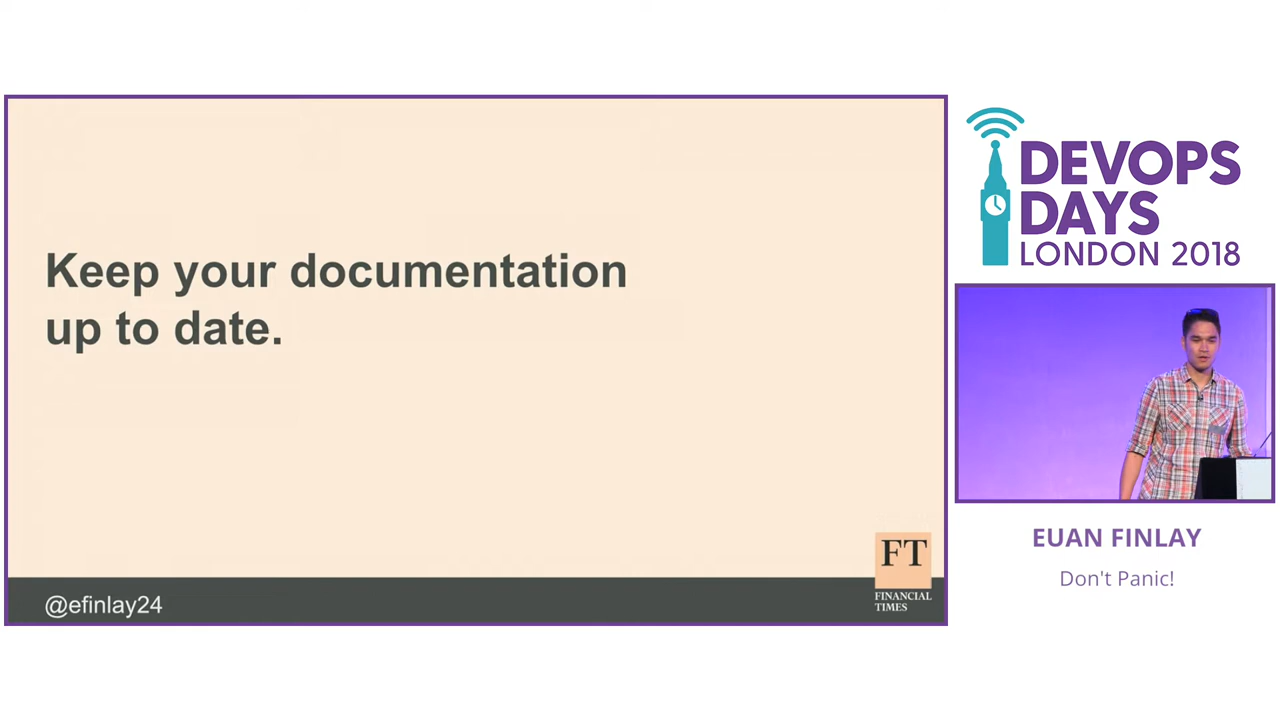 Keep your documentation
up to date.
@efinlay24
FT
FINANCIAL
TIMES
DEVOPS
DAYS
LONDON 2018
EUAN FINLAY
Don't Panic!